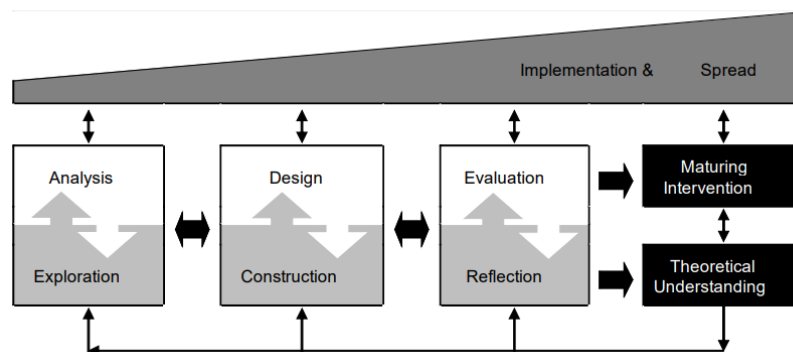 Implementation & Spread
Analysis
Exploration
Design
Construction
Evaluation
Reflection
Maturing
Intervention
Theoretical
Understanding